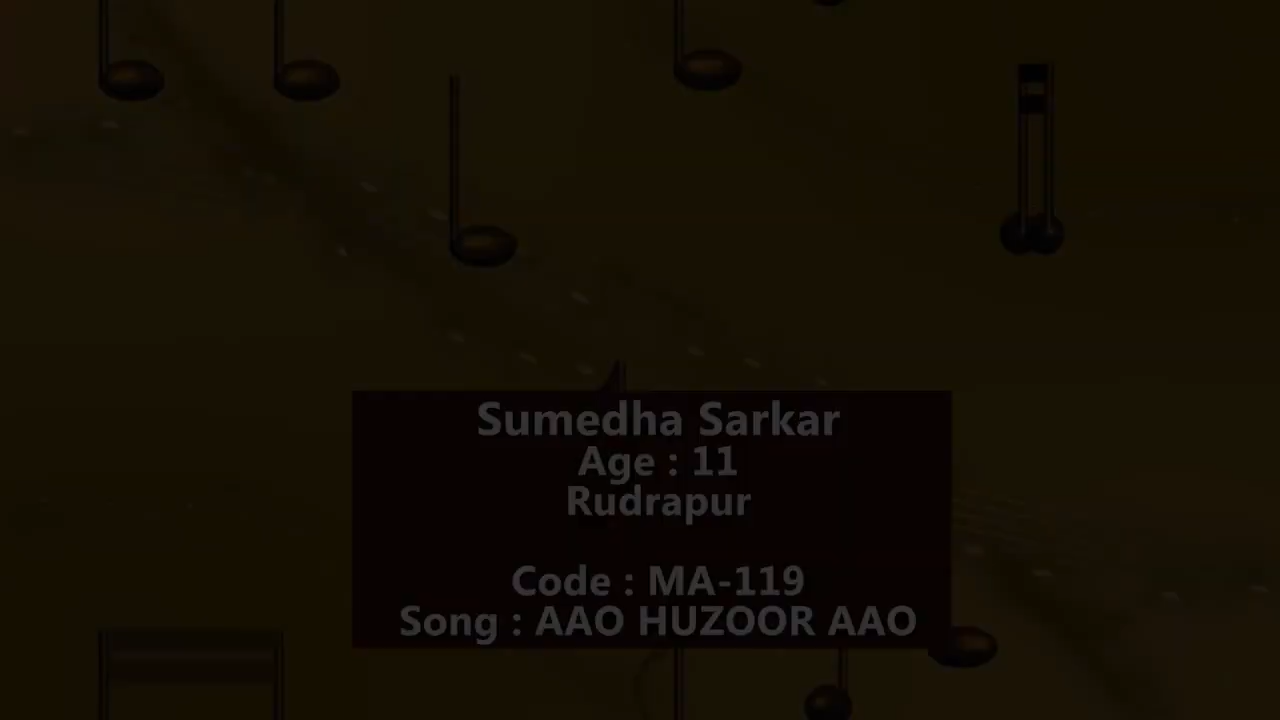 Sumedha Sarkar
Age : 11
Rudrapur
Code : MA-119
Song : AAO HUZOOR AAO